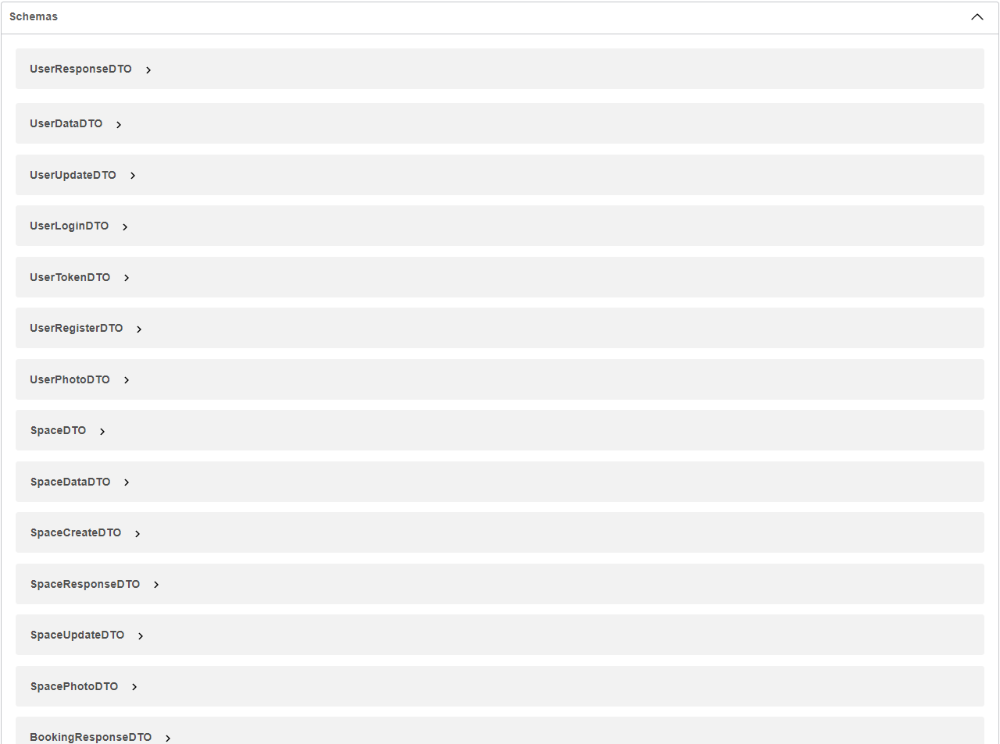 Schemas
UserResponseDTO
UserDataDTO
UserUpdateDTO
UserLoginDTO
UserTokenDTO
UserRegisterDTO
UserPhotoDTO
SpaceDTO
SpaceDataDTO
SpaceCreateDTO
SpaceResponseDTO
SpaceUpdateDTO
SpacePhotoDTO
BookingResponseDTO